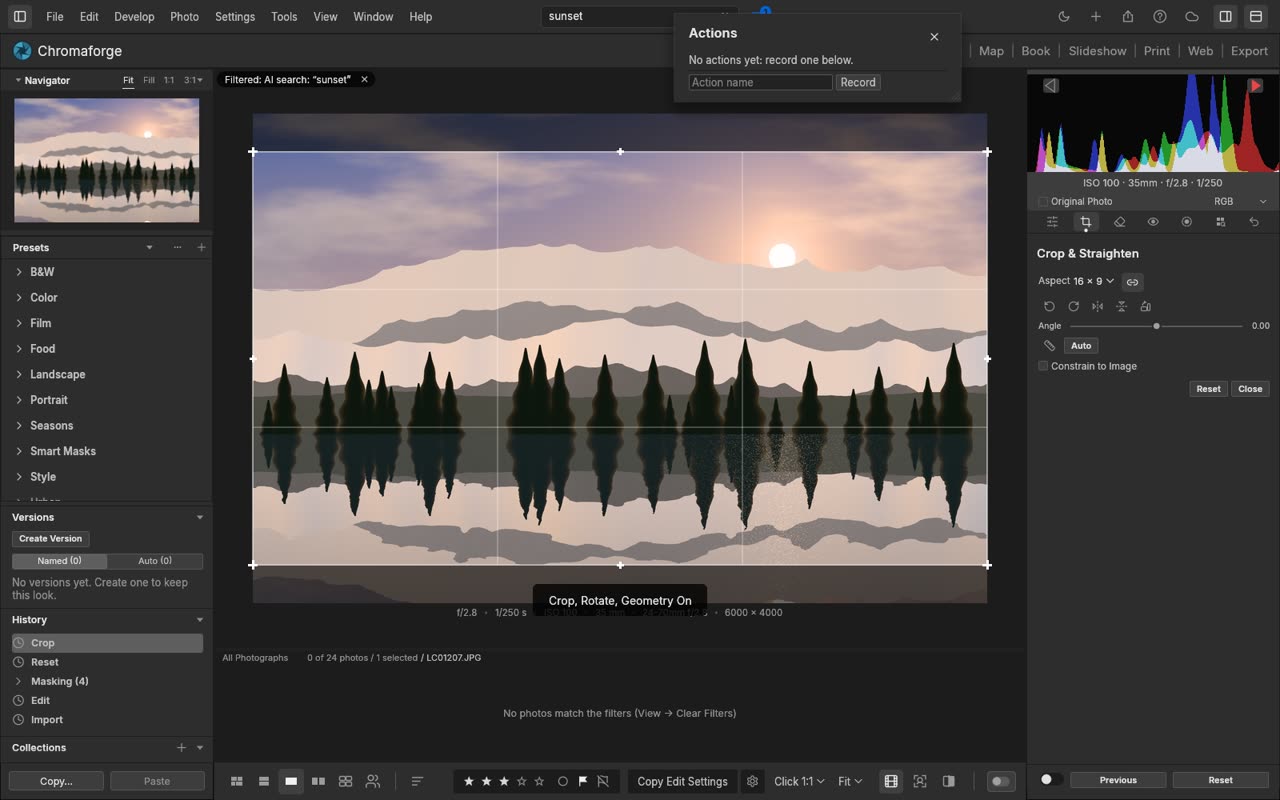 File Edit Develop Photo Settings Tools View Window Help
sunset
Chromaforge
Map | Book | Slideshow | Print | Web | Export
Actions
No actions yet: record one below.
Action name Record
Navigator Fit Fill 1:1 3:1
Filtered: AI search: "sunset"
Presets
B&W
Color
Film
Food
Landscape
Portrait
Seasons
Smart Masks
Style
Versions
Create Version
Named (0) Auto (0)
No versions yet. Create one to keep
this look.
History
Crop
Reset
Masking (4)
Edit
Import
Collections
Copy... Paste
Crop, Rotate, Geometry On
f/2.8 · 1/250 s · 6000 × 4000
All Photographs 0 of 24 photos / 1 selected / LC01207.JPG
No photos match the filters (View → Clear Filters)
Copy Edit Settings Click 1:1 Fit
ISO 100 · 35mm · f/2.8 · 1/250
Original Photo RGB
Crop & Straighten
Aspect 16 × 9
Angle 0.00
Auto
Constrain to Image
Reset Close
Previous Reset